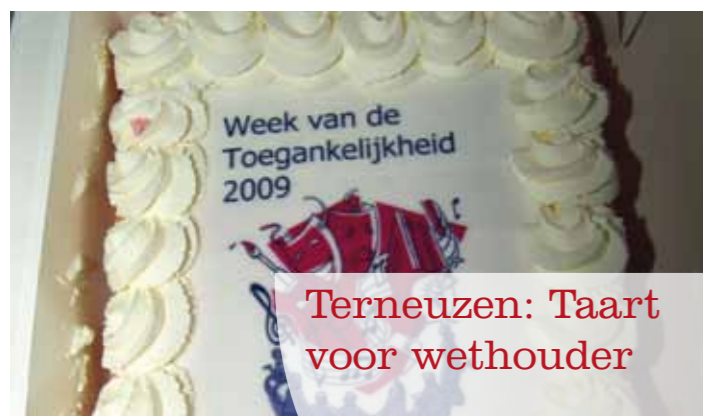 Week van de
Toegankelijkheid
2009
Terneuzen: Taart
voor wethouder